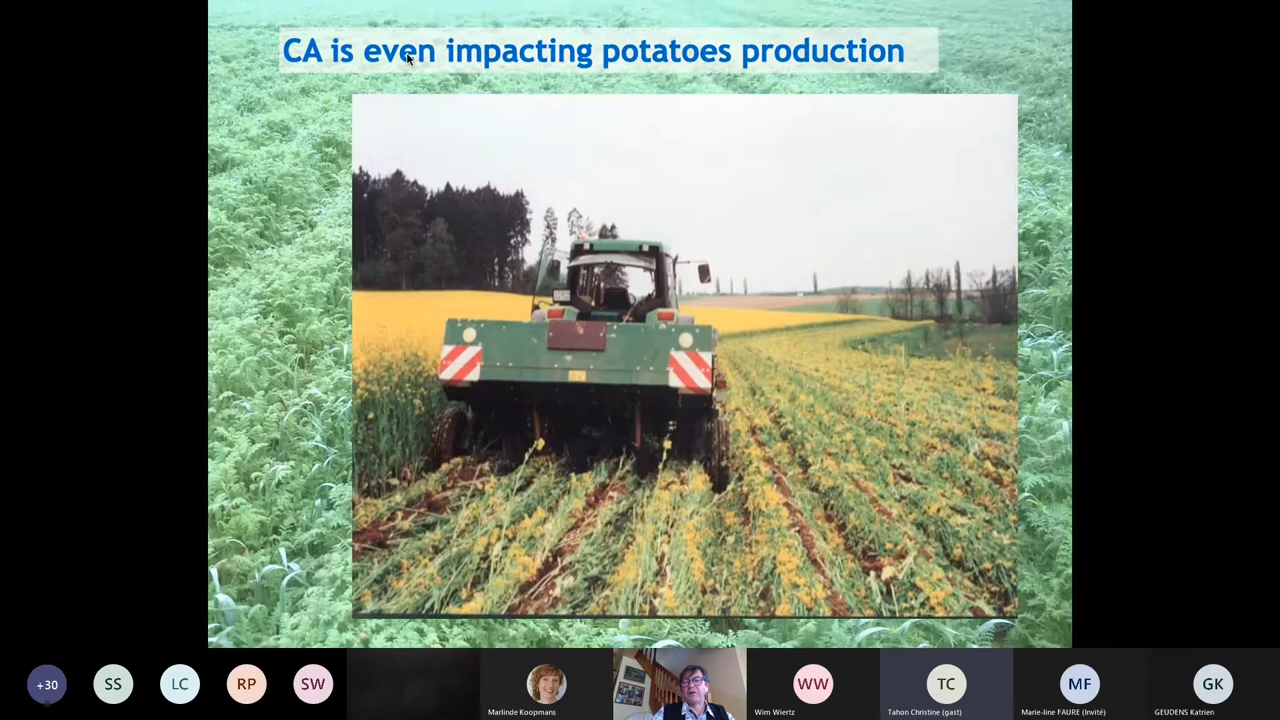 CA is even impacting potatoes production
+30
SS
LC
RP
SW
Marlinde Koopmans
WW
Wim Wiertz
TC
Tahon Christine (gast)
MF
Marie-line FAURE (Invité)
GK
GEUDENS Katrien